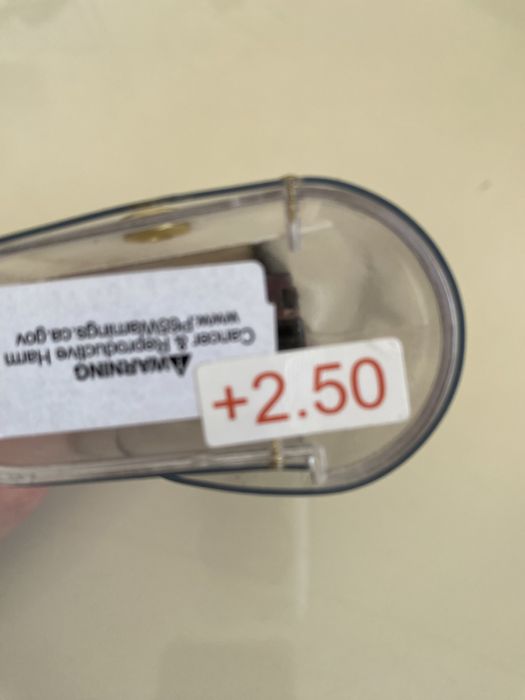 ⚠WARNING
Cancer & Reproductive Harm
www.P65Warnings.ca.gov
+2.50